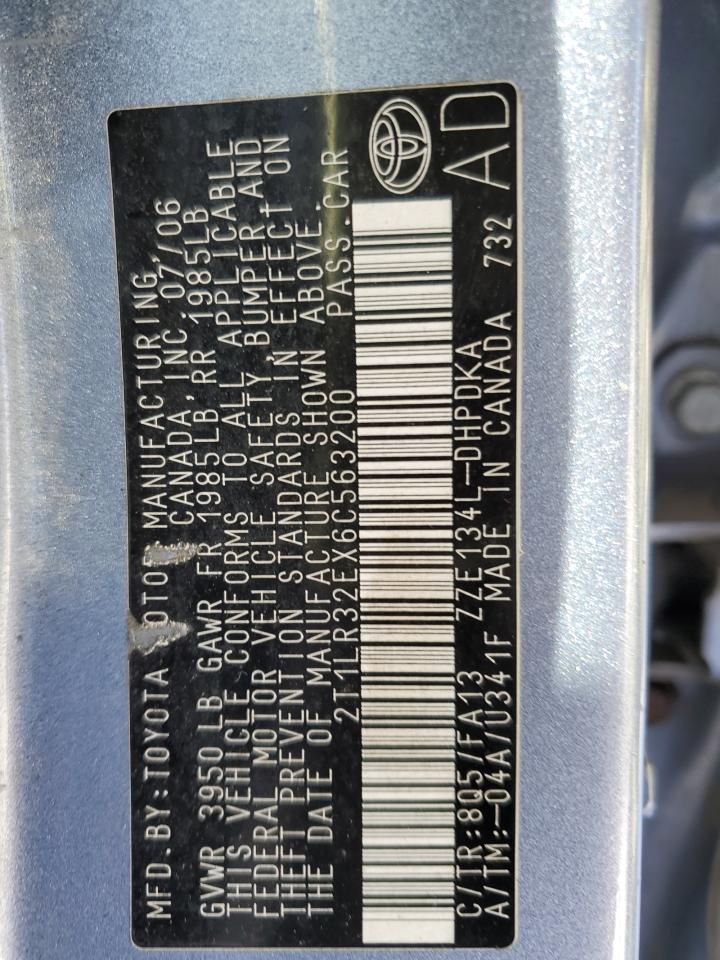 MFD.BY:TOYOTA MOTOR MANUFACTURING
CANADA, INC. 07/06
GVWR 3950LB GAWR FR 1985LB,RR 1985LB
THIS VEHICLE CONFORMS TO ALL APPLICABLE
FEDERAL MOTOR VEHICLE SAFETY,BUMPER,AND
THEFT PREVENTION STANDARDS IN EFFECT ON
THE DATE OF MANUFACTURE SHOWN ABOVE.
2T1LR32EX6C563200 PASS.CAR
C/TR:8Q5/FA13 ZZE134L-DHPDKA 732
A/TM:-04A/U341F MADE IN CANADA
AD